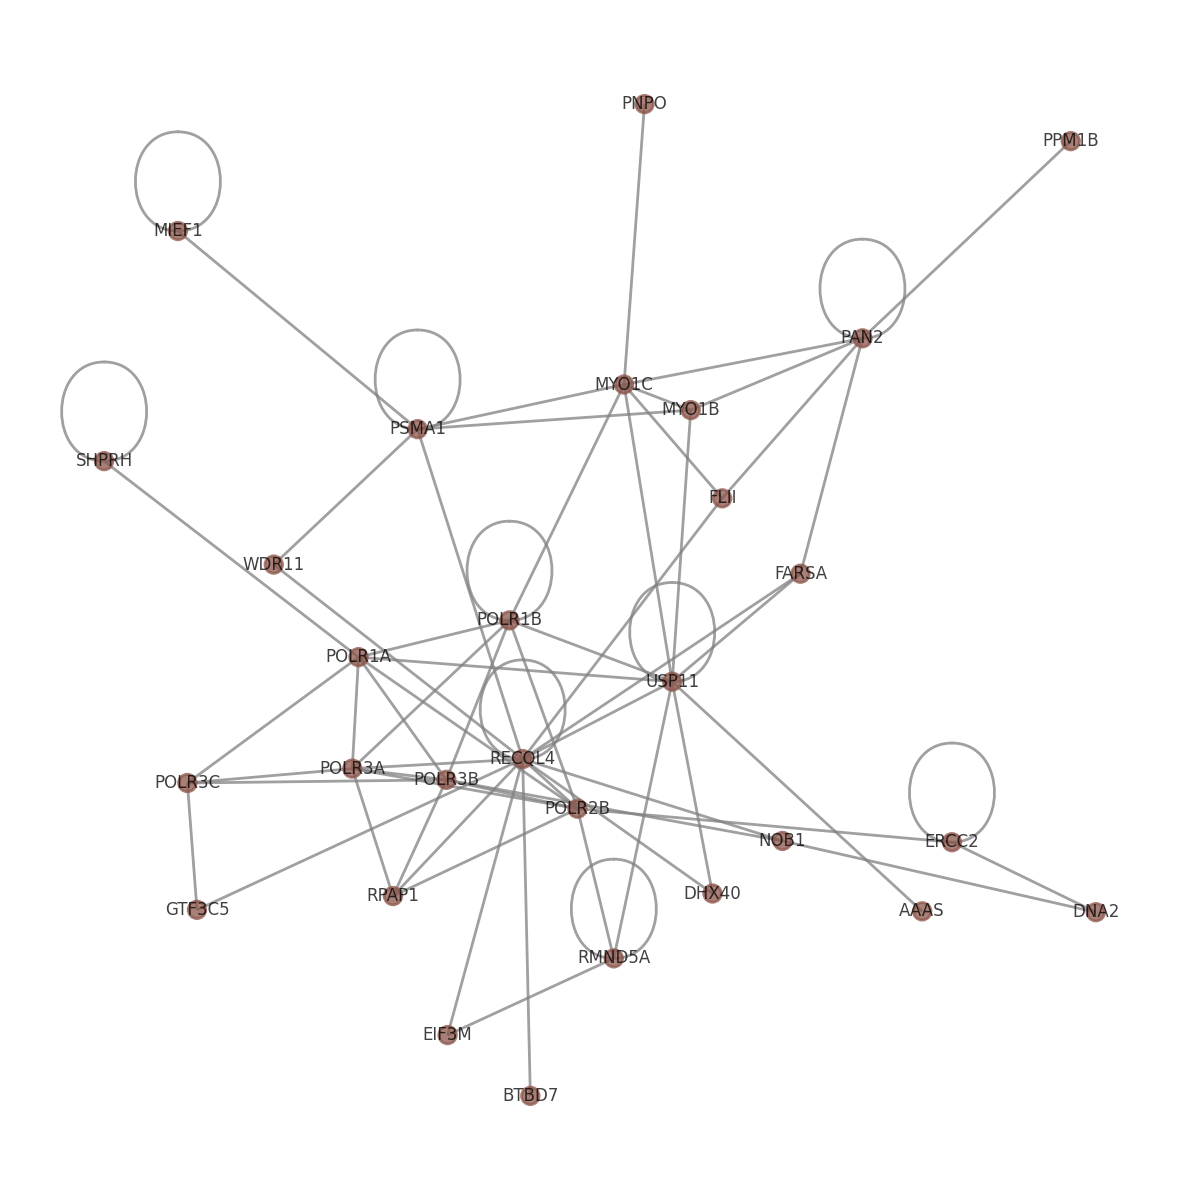 PNPO
PPM1B
MIEF1
PAN2
MYO1C
MYO1B
PSMA1
SHPRH
FLII
WDR11
FARSA
POLR1B
POLR1A
USP11
RECQL4
POLR3A
POLR3B
POLR3C
POLR2B
NOB1
ERCC2
RPAP1
DHX40
GTF3C5
AAAS
DNA2
RMND5A
EIF3M
BTBD7